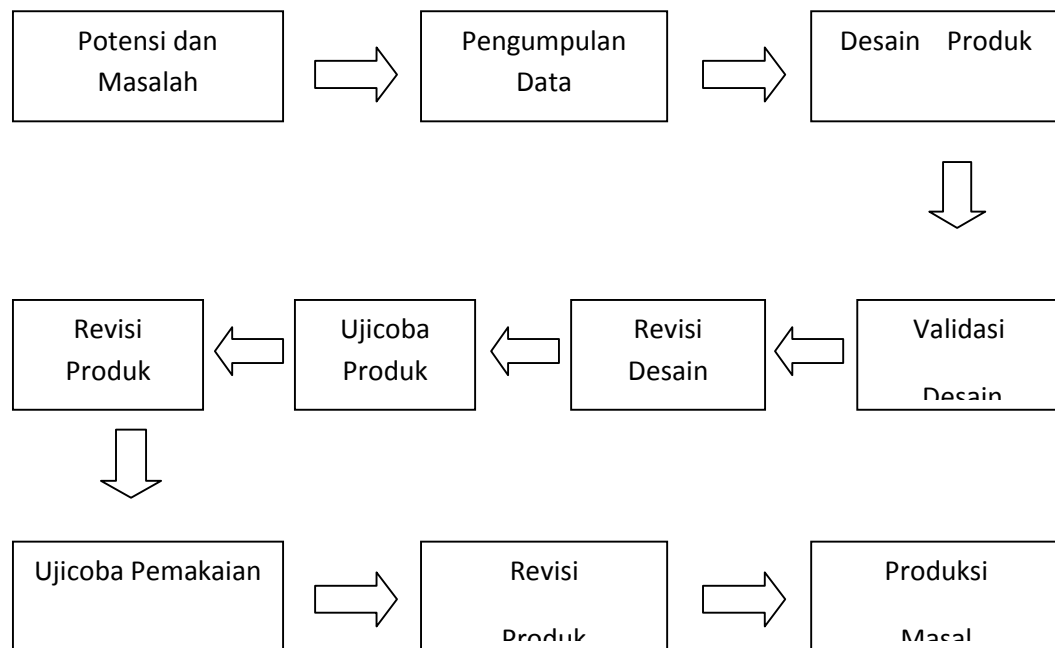 Potensi dan
Masalah
Pengumpulan
Data
Desain Produk
Validasi
Desain
Revisi
Desain
Ujicoba
Produk
Revisi
Produk
Ujicoba Pemakaian
Revisi
Produk
Produksi
Masal